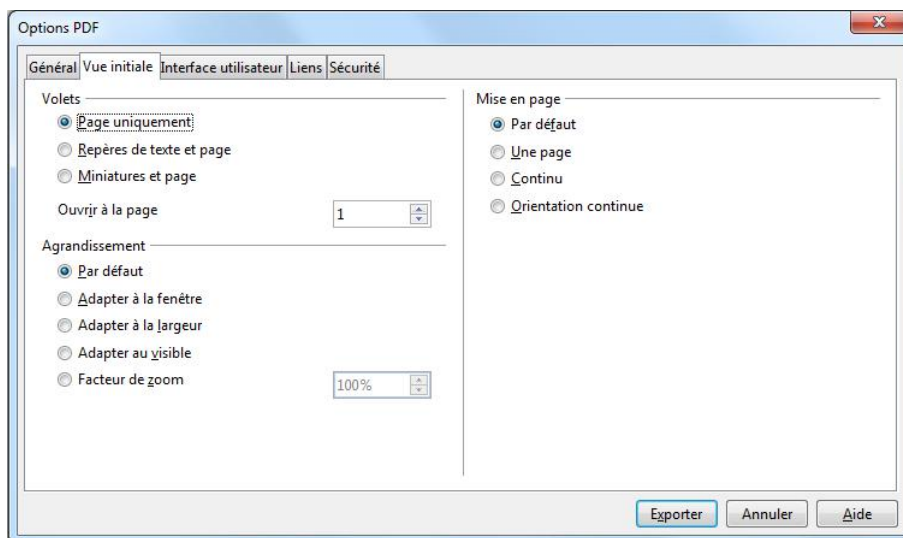 Options PDF
Général Vue initiale Interface utilisateur Liens Sécurité
Volets
Page uniquement
Repères de texte et page
Miniatures et page
Ouvrir à la page 1
Agrandissement
Par défaut
Adapter à la fenêtre
Adapter à la largeur
Adapter au visible
Facteur de zoom 100%
Mise en page
Par défaut
Une page
Continu
Orientation continue
Exporter Annuler Aide